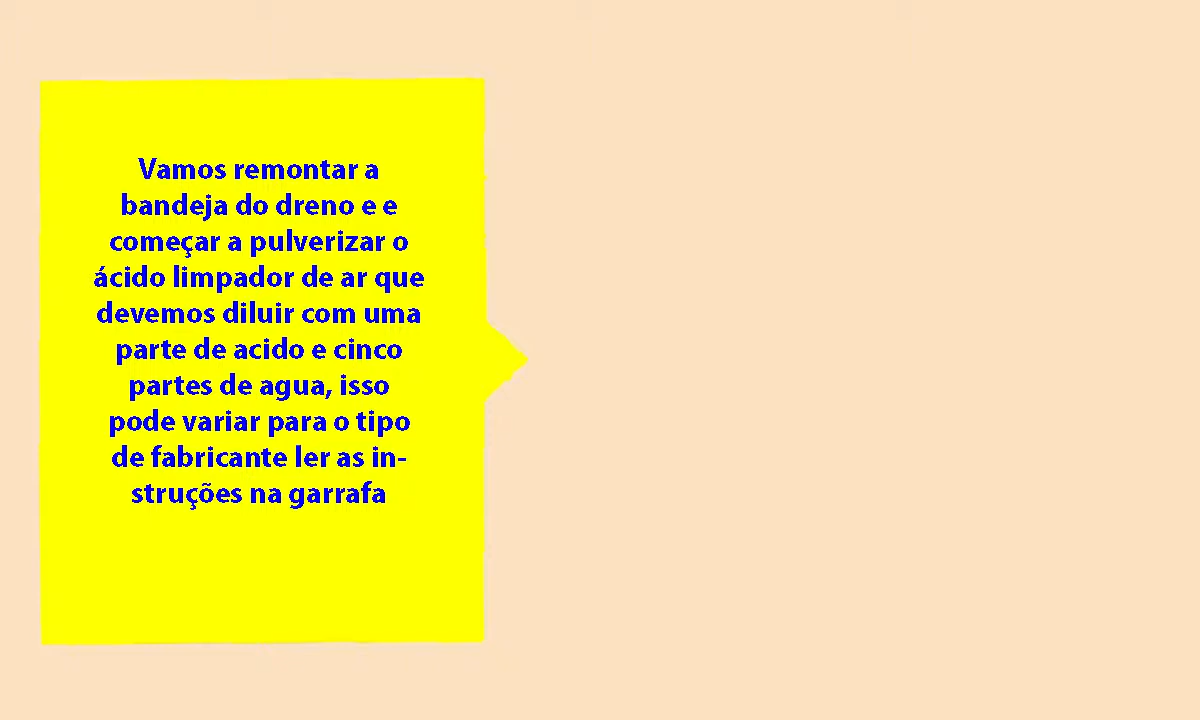 Vamos remontar a
bandeja do dreno e e
começar a pulverizar o
ácido limpador de ar que
devemos diluir com uma
parte de acido e cinco
partes de agua, isso
pode variar para o tipo
de fabricante ler as in-
struções na garrafa